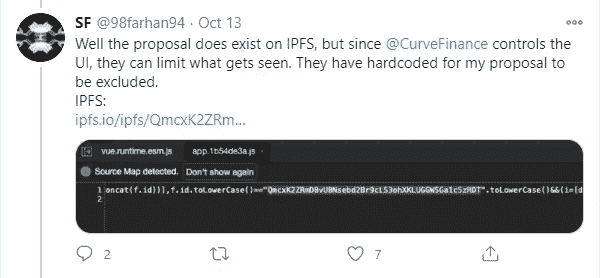 SF @98farhan94 · Oct 13
Well the proposal does exist on IPFS, but since @CurveFinance controls the
UI, they can limit what gets seen. They have hardcoded for my proposal to
be excluded.
IPFS:
ipfs.io/ipfs/QmcxK2ZRm...
vue.runtime.esm.js app.1b54de3a.js
Source Map detected. Don't show again
1 oncat(f.id))),f.id.toLowerCase()== .toLowerCase()&&(i=[d
2
2 7